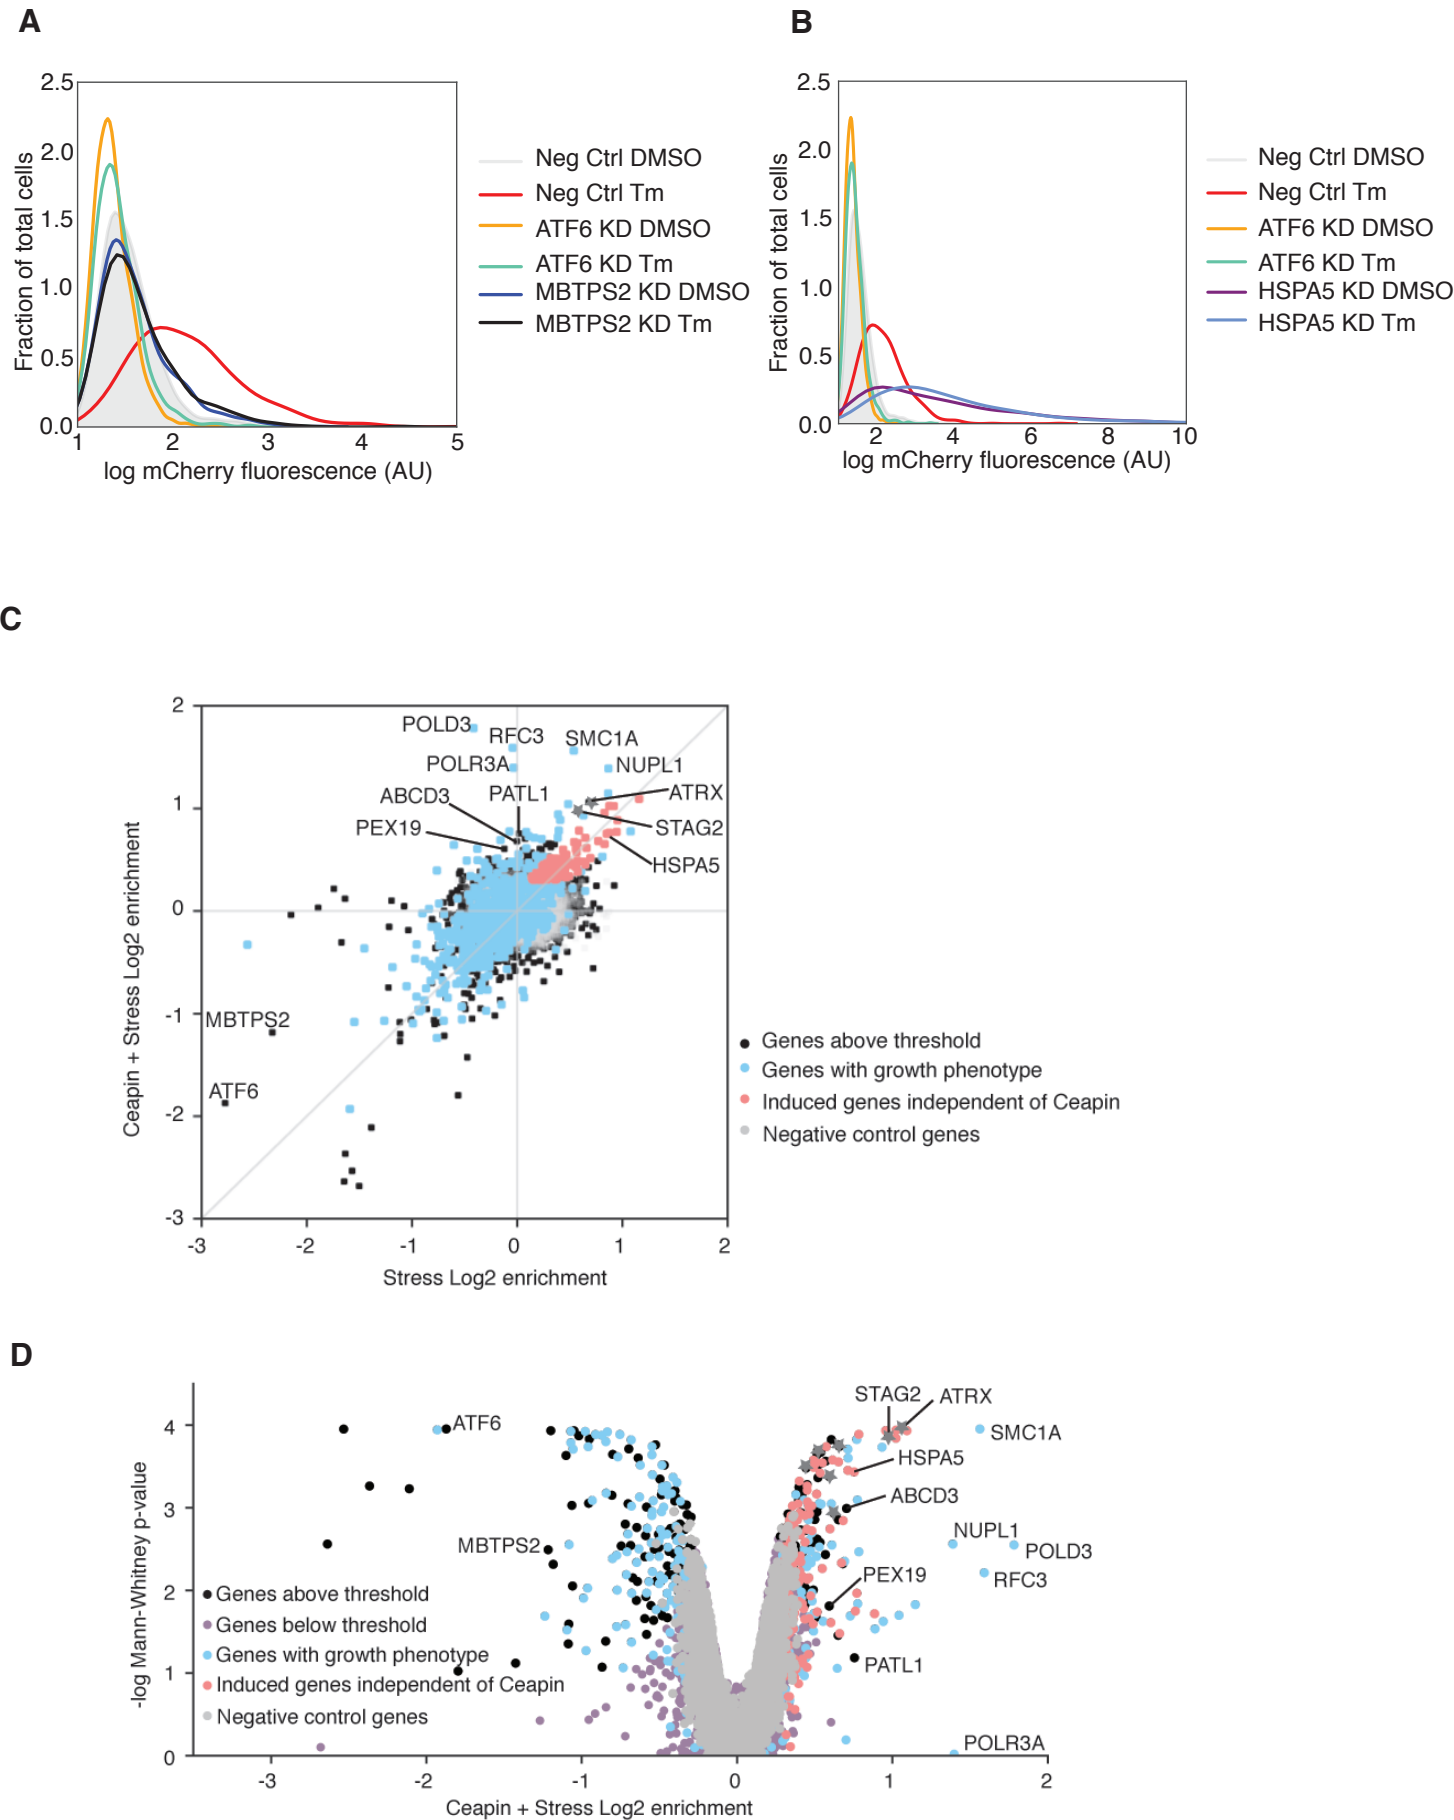 A
B
2.5
2.0
1.5
1.0
0.5
0.0
1
2
3
4
5
Fraction of total cells
log mCherry fluorescence (AU)
Neg Ctrl DMSO
Neg Ctrl Tm
ATF6 KD DMSO
ATF6 KD Tm
MBTPS2 KD DMSO
MBTPS2 KD Tm
2.5
2.0
1.5
1.0
0.5
0.0
2
4
6
8
10
Fraction of total cells
log mCherry fluorescence (AU)
Neg Ctrl DMSO
Neg Ctrl Tm
ATF6 KD DMSO
ATF6 KD Tm
HSPA5 KD DMSO
HSPA5 KD Tm
C
2
1
0
-1
-2
-3
-3
-2
-1
0
1
2
Ceapin + Stress Log2 enrichment
Stress Log2 enrichment
POLD3
RFC3
SMC1A
POLR3A
NUPL1
ABCD3
PATL1
ATRX
PEX19
STAG2
HSPA5
MBTPS2
ATF6
Genes above threshold
Genes with growth phenotype
Induced genes independent of Ceapin
Negative control genes
D
4
3
2
1
0
-3
-2
-1
0
1
2
-log Mann-Whitney p-value
Ceapin + Stress Log2 enrichment
STAG2
ATRX
ATF6
SMC1A
HSPA5
ABCD3
MBTPS2
NUPL1
POLD3
PEX19
RFC3
PATL1
POLR3A
Genes above threshold
Genes below threshold
Genes with growth phenotype
Induced genes independent of Ceapin
Negative control genes